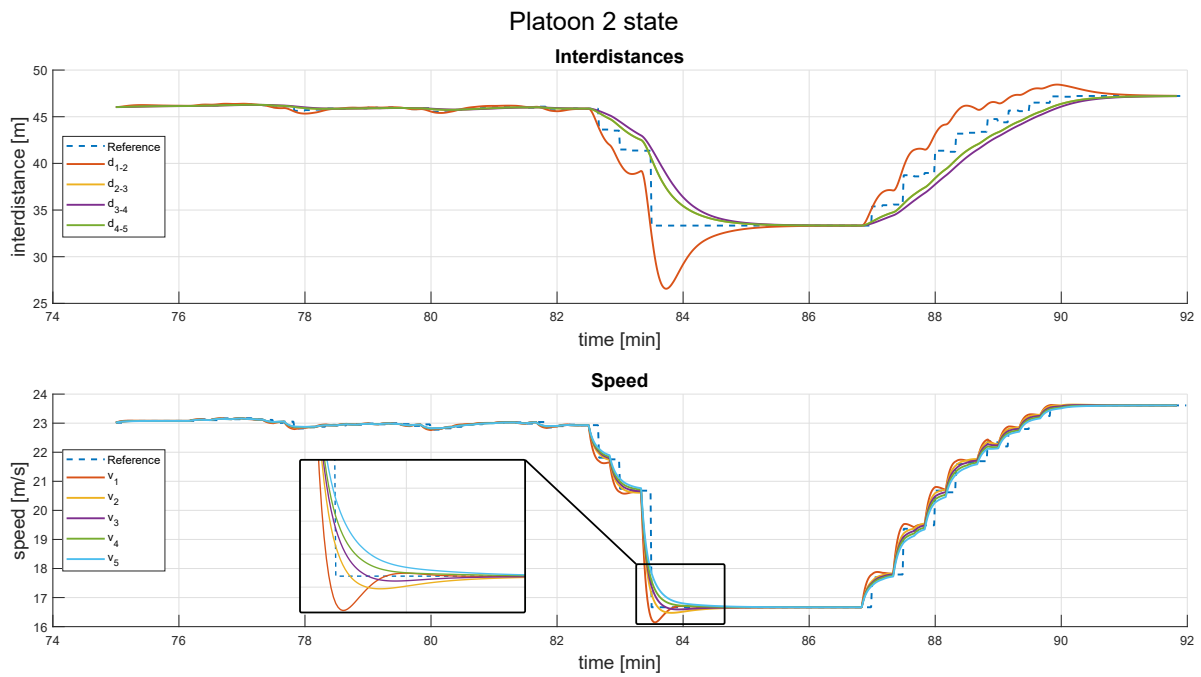 Platoon 2 state
Interdistances
50
45
40
35
30
25
interdistance [m]
Reference
d1-2
d2-3
d3-4
d4-5
74 76 78 80 82 84 86 88 90 92
time [min]
Speed
24
23
22
21
20
19
18
17
16
speed [m/s]
Reference
v1
v2
v3
v4
v5
74 76 78 80 82 84 86 88 90 92
time [min]